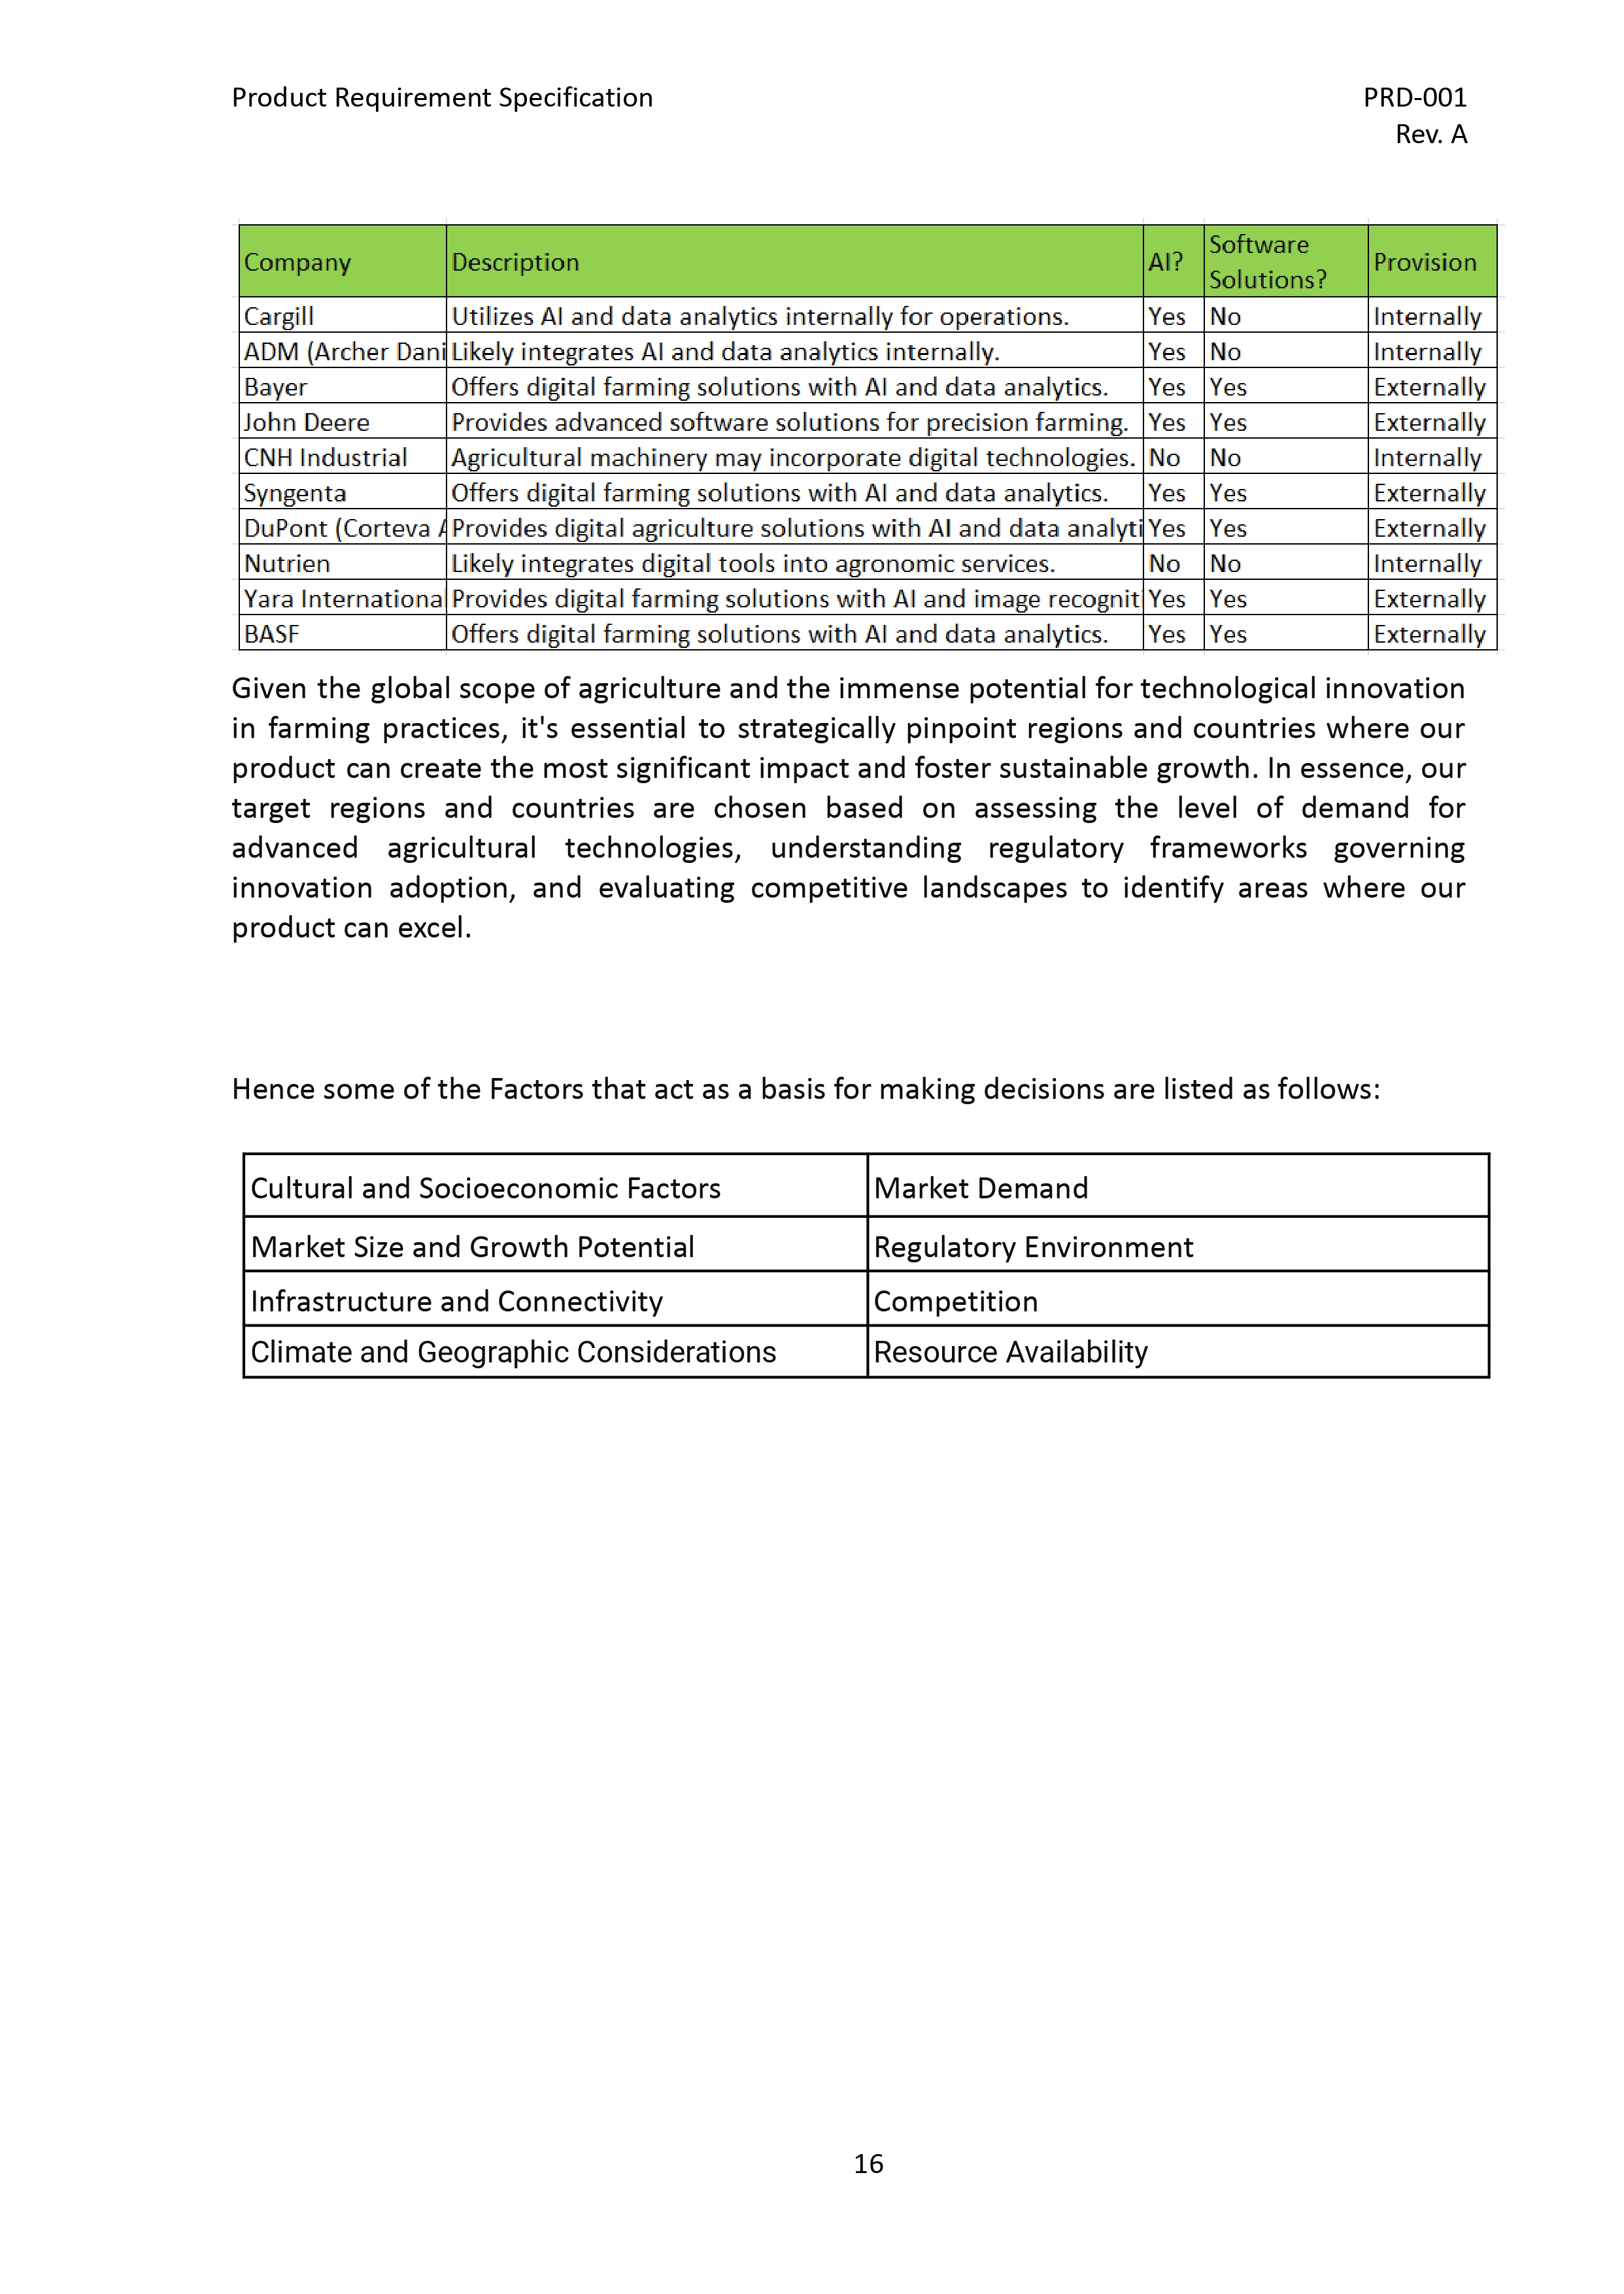 Product Requirement Specification PRD-001
Rev. A
Company Description AI? Software Solutions? Provision
Cargill Utilizes AI and data analytics internally for operations. Yes No Internally
ADM (Archer Dani Likely integrates AI and data analytics internally. Yes No Internally
Bayer Offers digital farming solutions with AI and data analytics. Yes Yes Externally
John Deere Provides advanced software solutions for precision farming. Yes Yes Externally
CNH Industrial Agricultural machinery may incorporate digital technologies. No No Internally
Syngenta Offers digital farming solutions with AI and data analytics. Yes Yes Externally
DuPont (Corteva A Provides digital agriculture solutions with AI and data analyti Yes Yes Externally
Nutrien Likely integrates digital tools into agronomic services. No No Internally
Yara International Provides digital farming solutions with AI and image recogniti Yes Yes Externally
BASF Offers digital farming solutions with AI and data analytics. Yes Yes Externally
Given the global scope of agriculture and the immense potential for technological innovation
in farming practices, it's essential to strategically pinpoint regions and countries where our
product can create the most significant impact and foster sustainable growth. In essence, our
target regions and countries are chosen based on assessing the level of demand for
advanced agricultural technologies, understanding regulatory frameworks governing
innovation adoption, and evaluating competitive landscapes to identify areas where our
product can excel.
Hence some of the Factors that act as a basis for making decisions are listed as follows:
Cultural and Socioeconomic Factors Market Demand
Market Size and Growth Potential Regulatory Environment
Infrastructure and Connectivity Competition
Climate and Geographic Considerations Resource Availability
16